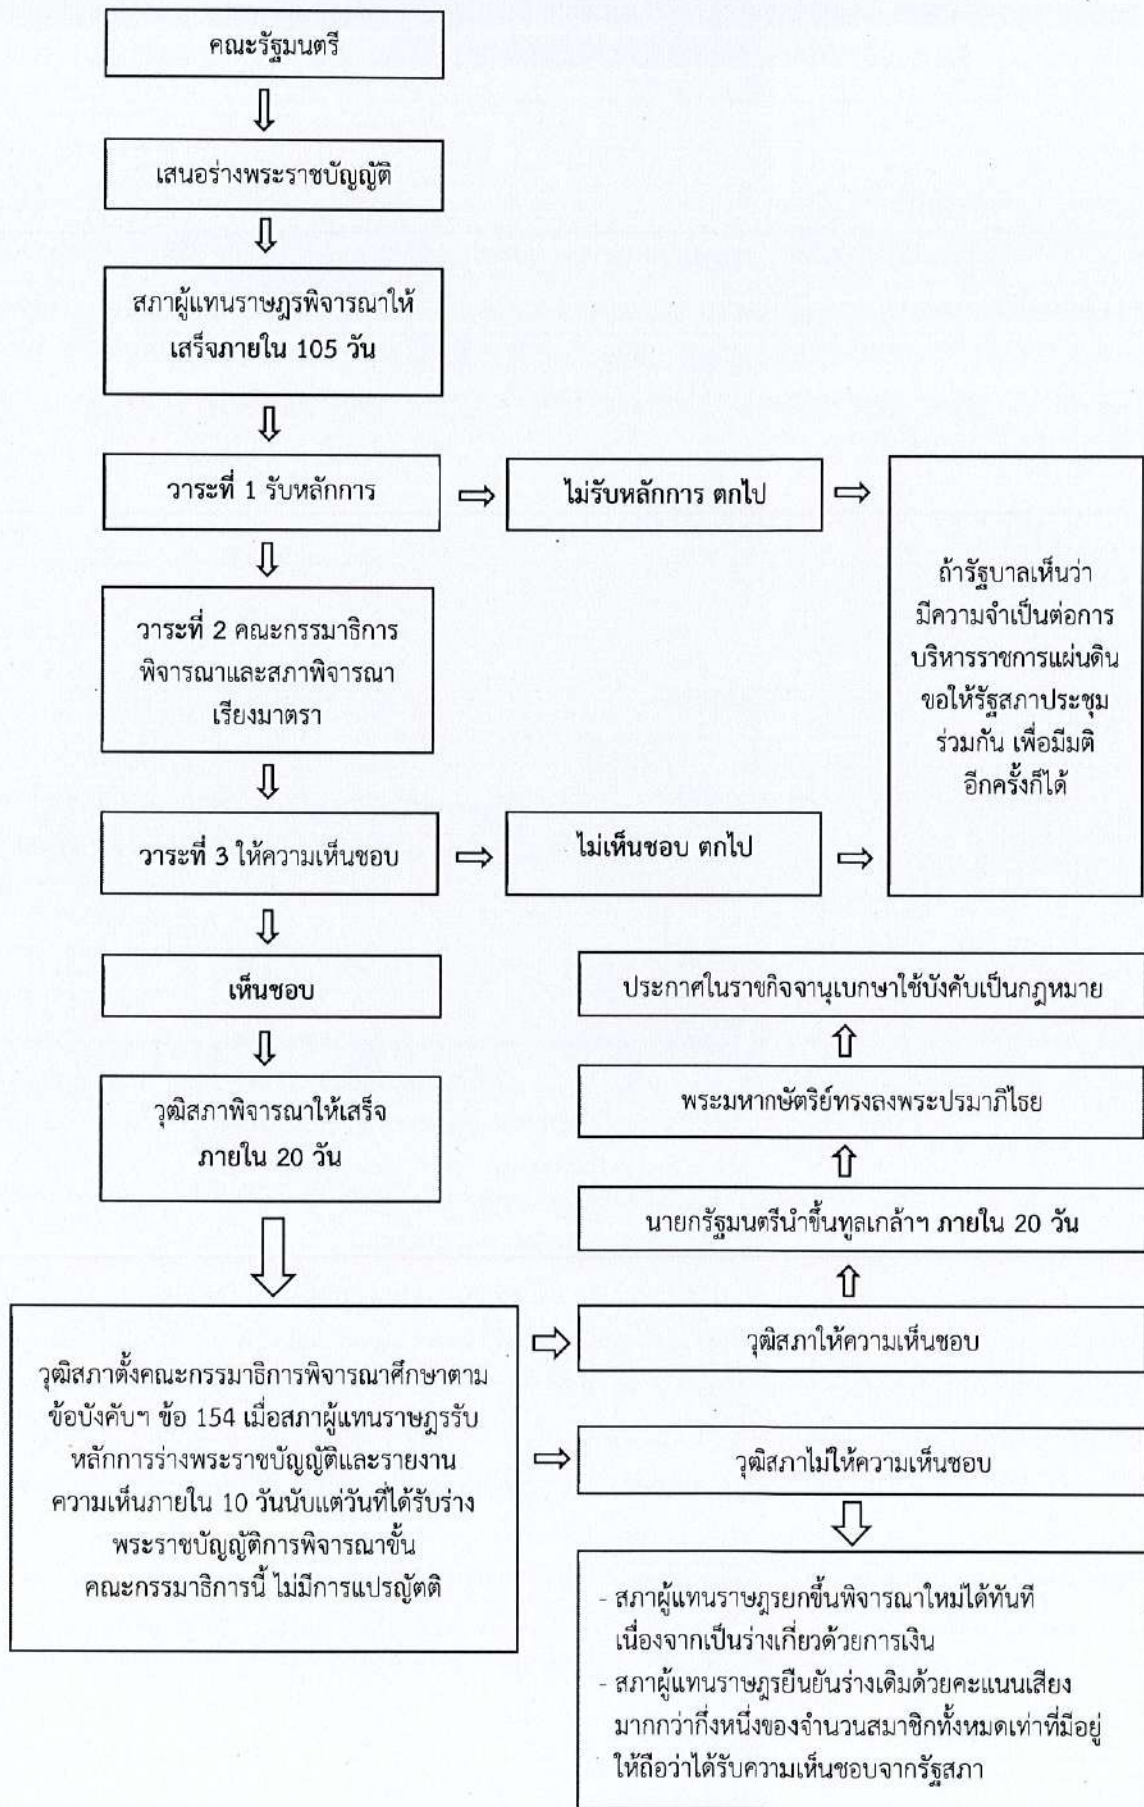 คณะรัฐมนตรี
เสนอร่างพระราชบัญญัติ
สภาผู้แทนราษฎรพิจารณาให้
เสร็จภายใน 105 วัน
วาระที่ 1 รับหลักการ
ไม่รับหลักการ ตกไป
ถ้ารัฐบาลเห็นว่า
มีความจำเป็นต่อการ
บริหารราชการแผ่นดิน
ขอให้รัฐสภาประชุม
ร่วมกัน เพื่อมีมติ
อีกครั้งก็ได้
วาระที่ 2 คณะกรรมาธิการ
พิจารณาและสภาพิจารณา
เรียงมาตรา
วาระที่ 3 ให้ความเห็นชอบ
ไม่เห็นชอบ ตกไป
เห็นชอบ
วุฒิสภาพิจารณาให้เสร็จ
ภายใน 20 วัน
ประกาศในราชกิจจานุเบกษาใช้บังคับเป็นกฎหมาย
พระมหากษัตริย์ทรงลงพระปรมาภิไธย
นายกรัฐมนตรีนำขึ้นทูลเกล้าฯ ภายใน 20 วัน
วุฒิสภาให้ความเห็นชอบ
วุฒิสภาตั้งคณะกรรมาธิการพิจารณาศึกษาตาม
ข้อบังคับฯ ข้อ 154 เมื่อสภาผู้แทนราษฎรรับ
หลักการร่างพระราชบัญญัติและรายงาน
ความเห็นภายใน 10 วันนับแต่วันที่ได้รับร่าง
พระราชบัญญัติการพิจารณาขั้น
คณะกรรมาธิการนี้ ไม่มีการแปรญัตติ
วุฒิสภาไม่ให้ความเห็นชอบ
- สภาผู้แทนราษฎรยกขึ้นพิจารณาใหม่ได้ทันที
เนื่องจากเป็นร่างเกี่ยวด้วยการเงิน
- สภาผู้แทนราษฎรยืนยันร่างเดิมด้วยคะแนนเสียง
มากกว่ากึ่งหนึ่งของจำนวนสมาชิกทั้งหมดเท่าที่มีอยู่
ให้ถือว่าได้รับความเห็นชอบจากรัฐสภา